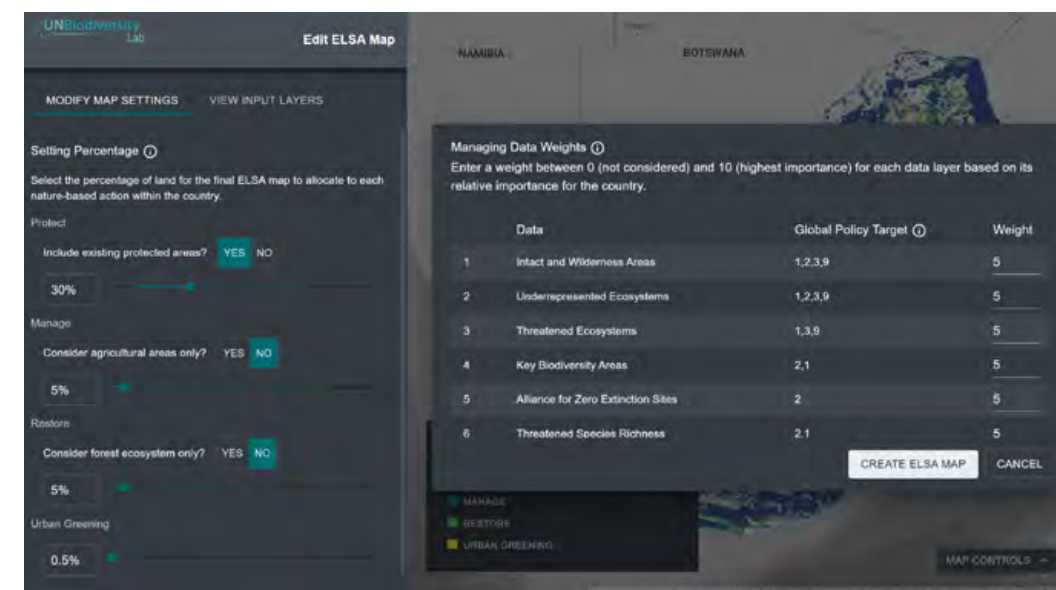 UNBiodiversity
Lab
Edit ELSA Map
MODIFY MAP SETTINGS
VIEW INPUT LAYERS
Setting Percentage
Select the percentage of land for the final ELSA map to allocate to each
nature-based action within the country.
Protect
Include existing protected areas? YES NO
30%
Manage
Consider agricultural areas only? YES NO
5%
Restore
Consider forest ecosystem only? YES NO
5%
Urban Greening
0.5%
NAMIBIA
BOTSWANA
Managing Data Weights
Enter a weight between 0 (not considered) and 10 (highest importance) for each data layer based on its
relative importance for the country.
Data Global Policy Target Weight
1 Intact and Wilderness Areas 1,2,3,9 5
2 Underrepresented Ecosystems 1,2,3,9 5
3 Threatened Ecosystems 1,3,9 5
4 Key Biodiversity Areas 2,1 5
5 Alliance for Zero Extinction Sites 2 5
6 Threatened Species Richness 2,1 5
CREATE ELSA MAP CANCEL
MANAGE
RESTORE
URBAN GREENING
MAP CONTROLS